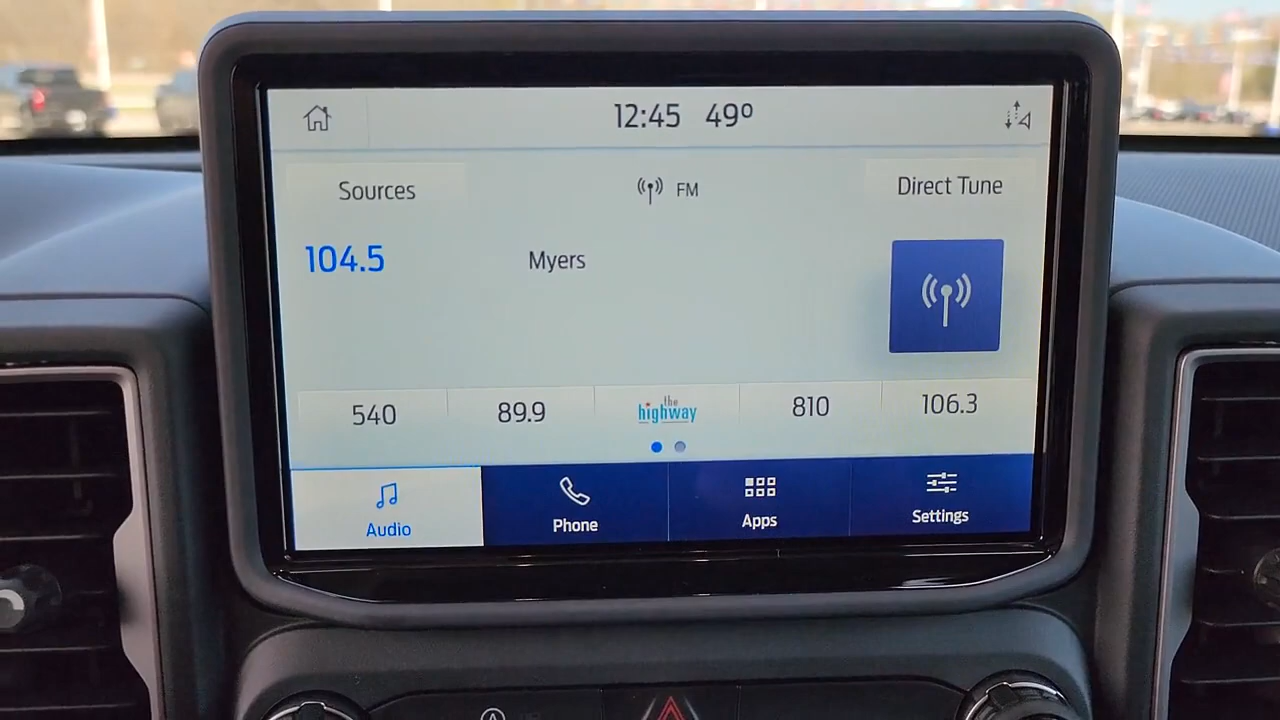 12:45 49°
Sources
FM
Direct Tune
104.5
Myers
540
89.9
the
highway
810
106.3
Audio
Phone
Apps
Settings
A